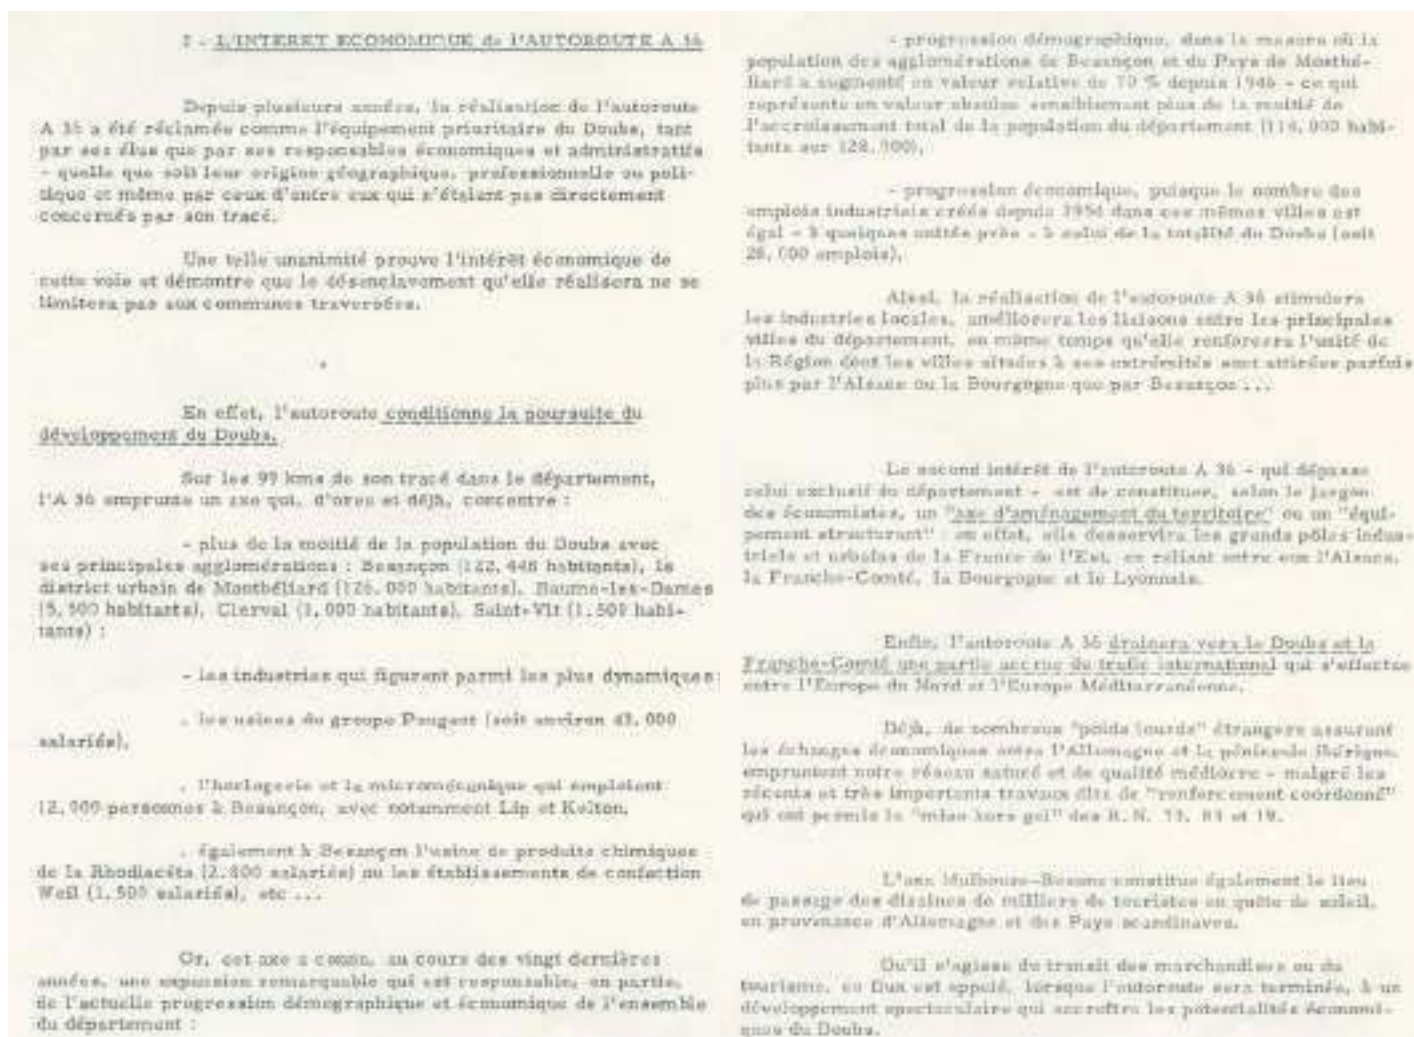 I - L'INTERET ECONOMIQUE de l'AUTOROUTE A 36
Depuis plusieurs années, la réalisation de l'autoroute
A 36 a été réclamée comme l'équipement prioritaire du Doubs, tant
par ses élus que par ses responsables économiques et administratifs
- quelle que soit leur origine géographique, professionnelle ou poli-
tique et même par ceux d'entre eux qui n'étaient pas directement
concernés par son tracé.
Une telle unanimité prouve l'intérêt économique de
cette voie et démontre que le désenclavement qu'elle réalisera ne se
limitera pas aux communes traversées.
*
En effet, l'autoroute conditionne la poursuite du
développement du Doubs.
Sur les 99 kms de son tracé dans le département,
l'A 36 emprunte un axe qui, d'ores et déjà, concentre :
- plus de la moitié de la population du Doubs avec
ses principales agglomérations : Besançon (122.448 habitants), le
district urbain de Montbéliard (126.000 habitants), Baume-les-Dames
(5.500 habitants), Clerval (1.000 habitants), Saint-Vit (1.500 habi-
tants) ;
- les industries qui figurent parmi les plus dynamiques :
. les usines du groupe Peugeot (soit environ 43.000
salariés),
. l'horlogerie et la micromécanique qui emploient
12.000 personnes à Besançon, avec notamment Lip et Kelton,
. également à Besançon l'usine de produits chimiques
de la Rhodiacéta (2.800 salariés) ou les établissements de confection
Weil (1.500 salariés), etc ...
Or, cet axe a connu, au cours des vingt dernières
années, une expansion remarquable qui est responsable, en partie,
de l'actuelle progression démographique et économique de l'ensemble
du département :
- progression démographique, dans la mesure où la
population des agglomérations de Besançon et du Pays de Montbé-
liard a augmenté en valeur relative de 70 % depuis 1946 - ce qui
représente en valeur absolue sensiblement plus de la moitié de
l'accroissement total de la population du département (114.000 habi-
tants sur 128.900),
- progression économique, puisque le nombre des
emplois industriels créés depuis 1954 dans ces mêmes villes est
égal - à quelques unités près - à celui de la totalité du Doubs (soit
28.000 emplois).
Ainsi, la réalisation de l'autoroute A 36 stimulera
les industries locales, améliorera les liaisons entre les principales
villes du département, en même temps qu'elle renforcera l'unité de
la Région dont les villes situées à ses extrémités sont attirées parfois
plus par l'Alsace ou la Bourgogne que par Besançon ...
Le second intérêt de l'autoroute A 36 - qui dépasse
celui exclusif du département - est de constituer, selon le jargon
des économistes, un "axe d'aménagement du territoire" ou un "équi-
pement structurant" : en effet, elle desservira les grands pôles indus-
triels et urbains de la France de l'Est, en reliant entre eux l'Alsace,
la Franche-Comté, la Bourgogne et le Lyonnais.
Enfin, l'autoroute A 36 drainera vers le Doubs et la
Franche-Comté une partie accrue du trafic international qui s'effectue
entre l'Europe du Nord et l'Europe Méditerranéenne.
Déjà, de nombreux "poids lourds" étrangers assurant
les échanges économiques entre l'Allemagne et la péninsule ibérique,
empruntent notre réseau saturé et de qualité médiocre - malgré les
récents et très importants travaux dits de "renforcement coordonné"
qui ont permis la "mise hors gel" des R.N. 73, 83 et 19.
L'axe Mulhouse-Beaune constitue également le lieu
de passage des dizaines de milliers de touristes en quête de soleil,
en provenance d'Allemagne et des Pays scandinaves.
Qu'il s'agisse du transit des marchandises ou du
tourisme, ce flux est appelé, lorsque l'autoroute sera terminée, à un
développement spectaculaire qui accroîtra les potentialités économi-
ques du Doubs.